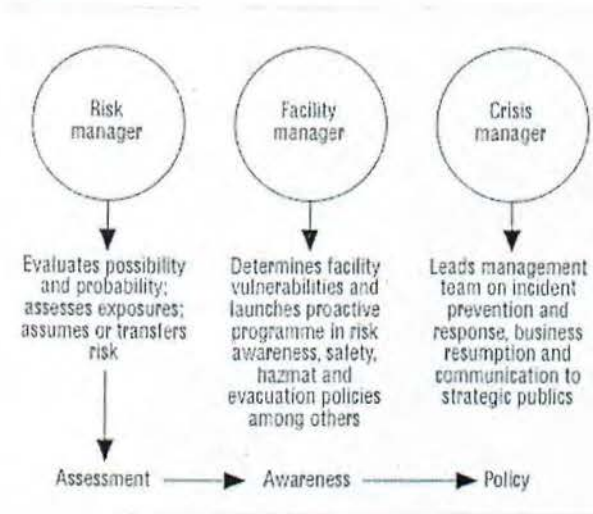 Risk
manager
Facility
manager
Crisis
manager
Evaluates possibility
and probability;
assesses exposures;
assumes or transfers
risk
Determines facility
vulnerabilities and
launches proactive
programme in risk
awareness, safety,
hazmat and
evacuation policies
among others
Leads management
team on incident
prevention and
response, business
resumption and
communication to
strategic publics
Assessment
Awareness
Policy